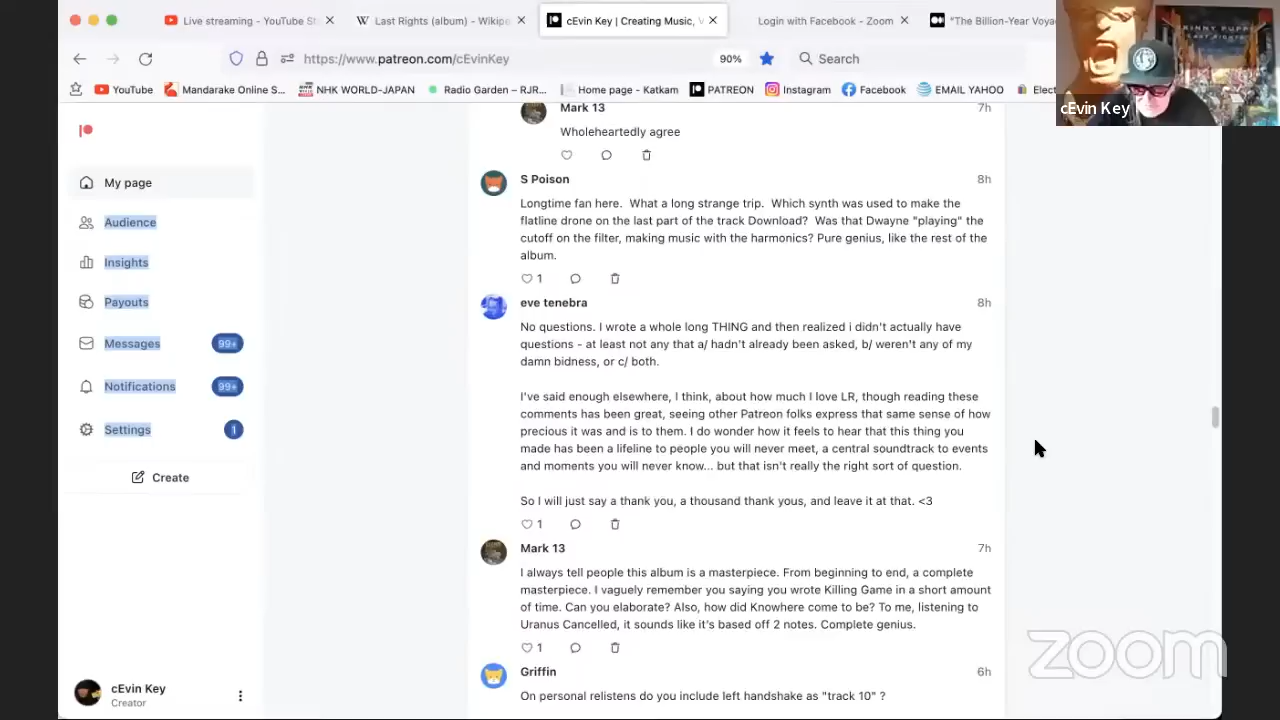 Live streaming - YouTube St
Last Rights (album) - Wikipe
cEvin Key | Creating Music, V
Login with Facebook - Zoom
"The Billion-Year Voya
https://www.patreon.com/cEvinKey
90%
Search
YouTube
Mandarake Online S...
NHK WORLD-JAPAN
Radio Garden – RJR...
Home page - Katkam
PATREON
Instagram
Facebook
EMAIL YAHOO
Elect
cEvin Key
My page
Audience
Insights
Payouts
Messages
99+
Notifications
99+
Settings
1
Create
cEvin Key
Creator
Mark 13
7h
Wholeheartedly agree
S Poison
8h
Longtime fan here. What a long strange trip. Which synth was used to make the
flatline drone on the last part of the track Download? Was that Dwayne "playing" the
cutoff on the filter, making music with the harmonics? Pure genius, like the rest of the
album.
1
eve tenebra
8h
No questions. I wrote a whole long THING and then realized i didn't actually have
questions - at least not any that a/ hadn't already been asked, b/ weren't any of my
damn bidness, or c/ both.
I've said enough elsewhere, I think, about how much I love LR, though reading these
comments has been great, seeing other Patreon folks express that same sense of how
precious it was and is to them. I do wonder how it feels to hear that this thing you
made has been a lifeline to people you will never meet, a central soundtrack to events
and moments you will never know... but that isn't really the right sort of question.
So I will just say a thank you, a thousand thank yous, and leave it at that. <3
1
Mark 13
7h
I always tell people this album is a masterpiece. From beginning to end, a complete
masterpiece. I vaguely remember you saying you wrote Killing Game in a short amount
of time. Can you elaborate? Also, how did Knowhere come to be? To me, listening to
Uranus Cancelled, it sounds like it's based off 2 notes. Complete genius.
1
Griffin
6h
On personal relistens do you include left handshake as "track 10" ?
zoom